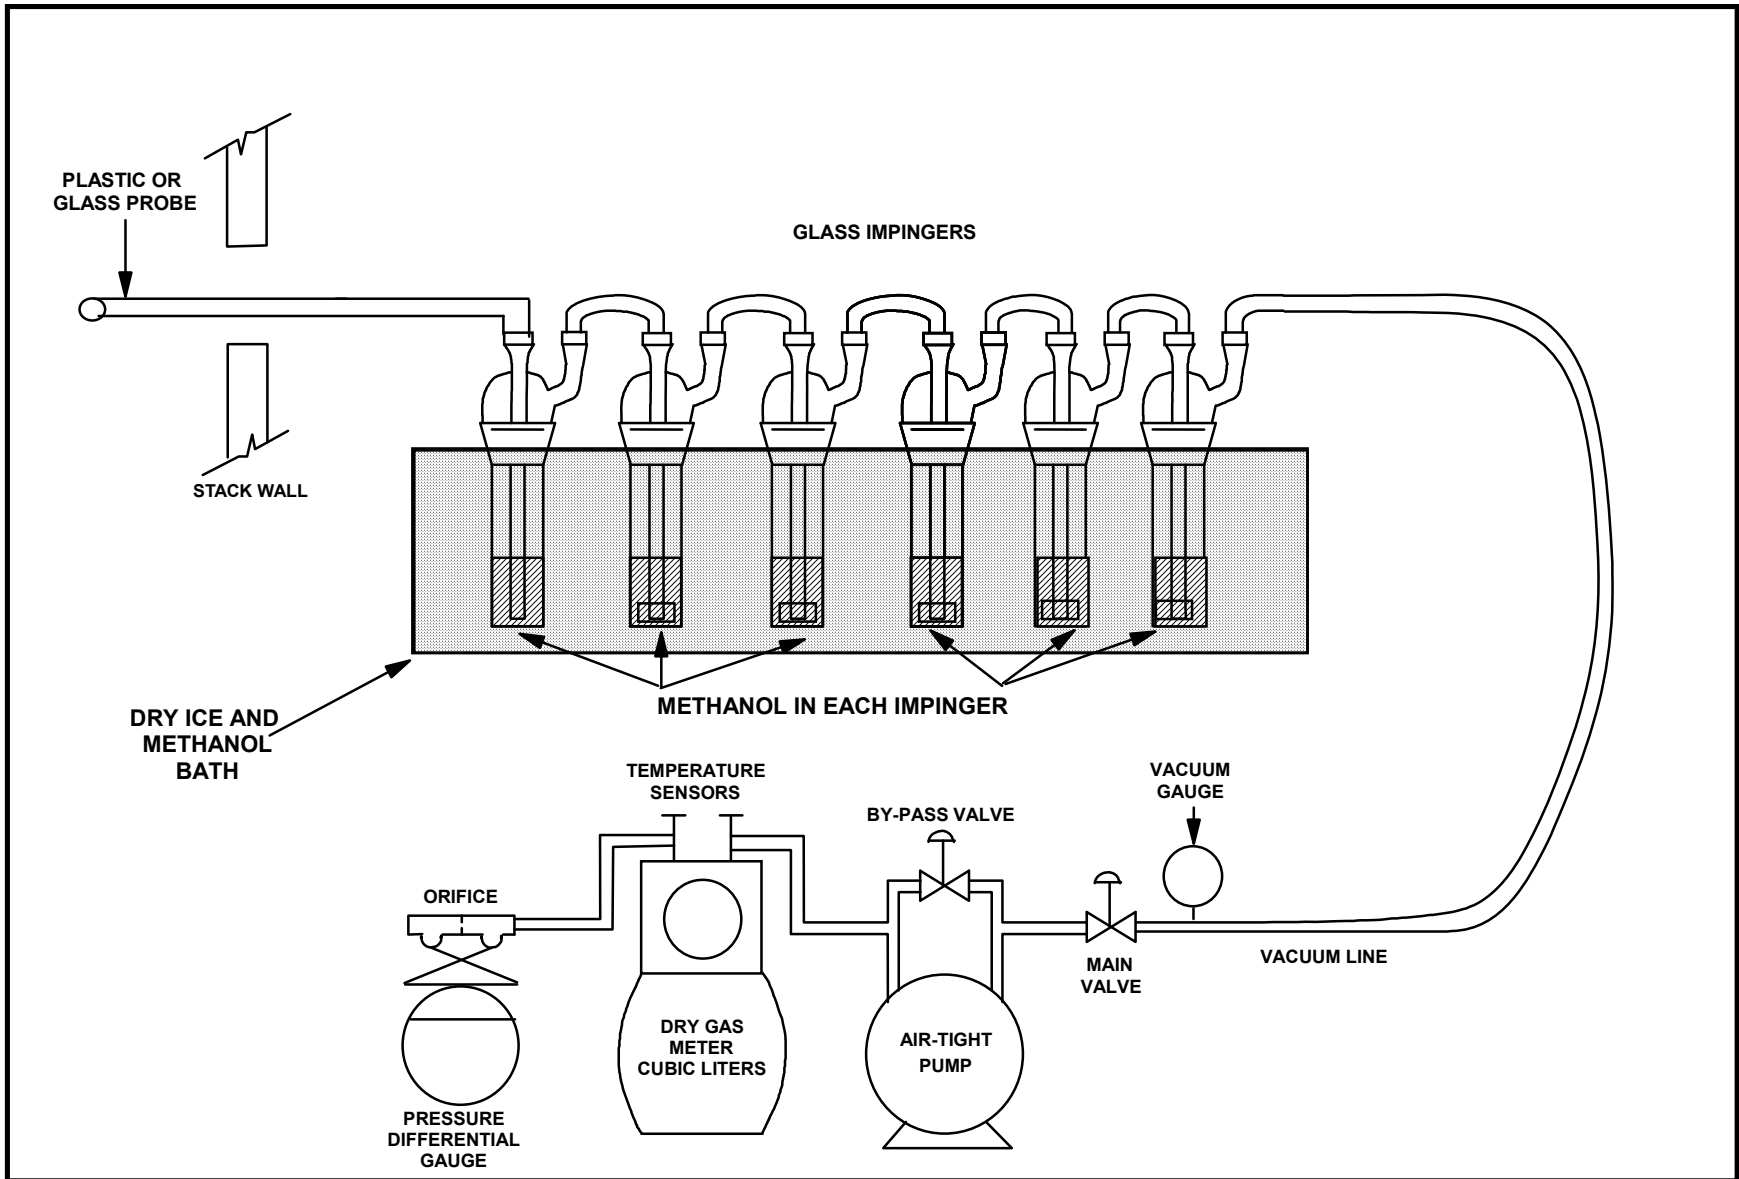 PLASTIC OR
GLASS PROBE
GLASS IMPINGERS
STACK WALL
METHANOL IN EACH IMPINGER
DRY ICE AND
METHANOL
BATH
TEMPERATURE
SENSORS
BY-PASS VALVE
VACUUM
GAUGE
ORIFICE
MAIN
VALVE
VACUUM LINE
DRY GAS
METER
CUBIC LITERS
AIR-TIGHT
PUMP
PRESSURE
DIFFERENTIAL
GAUGE